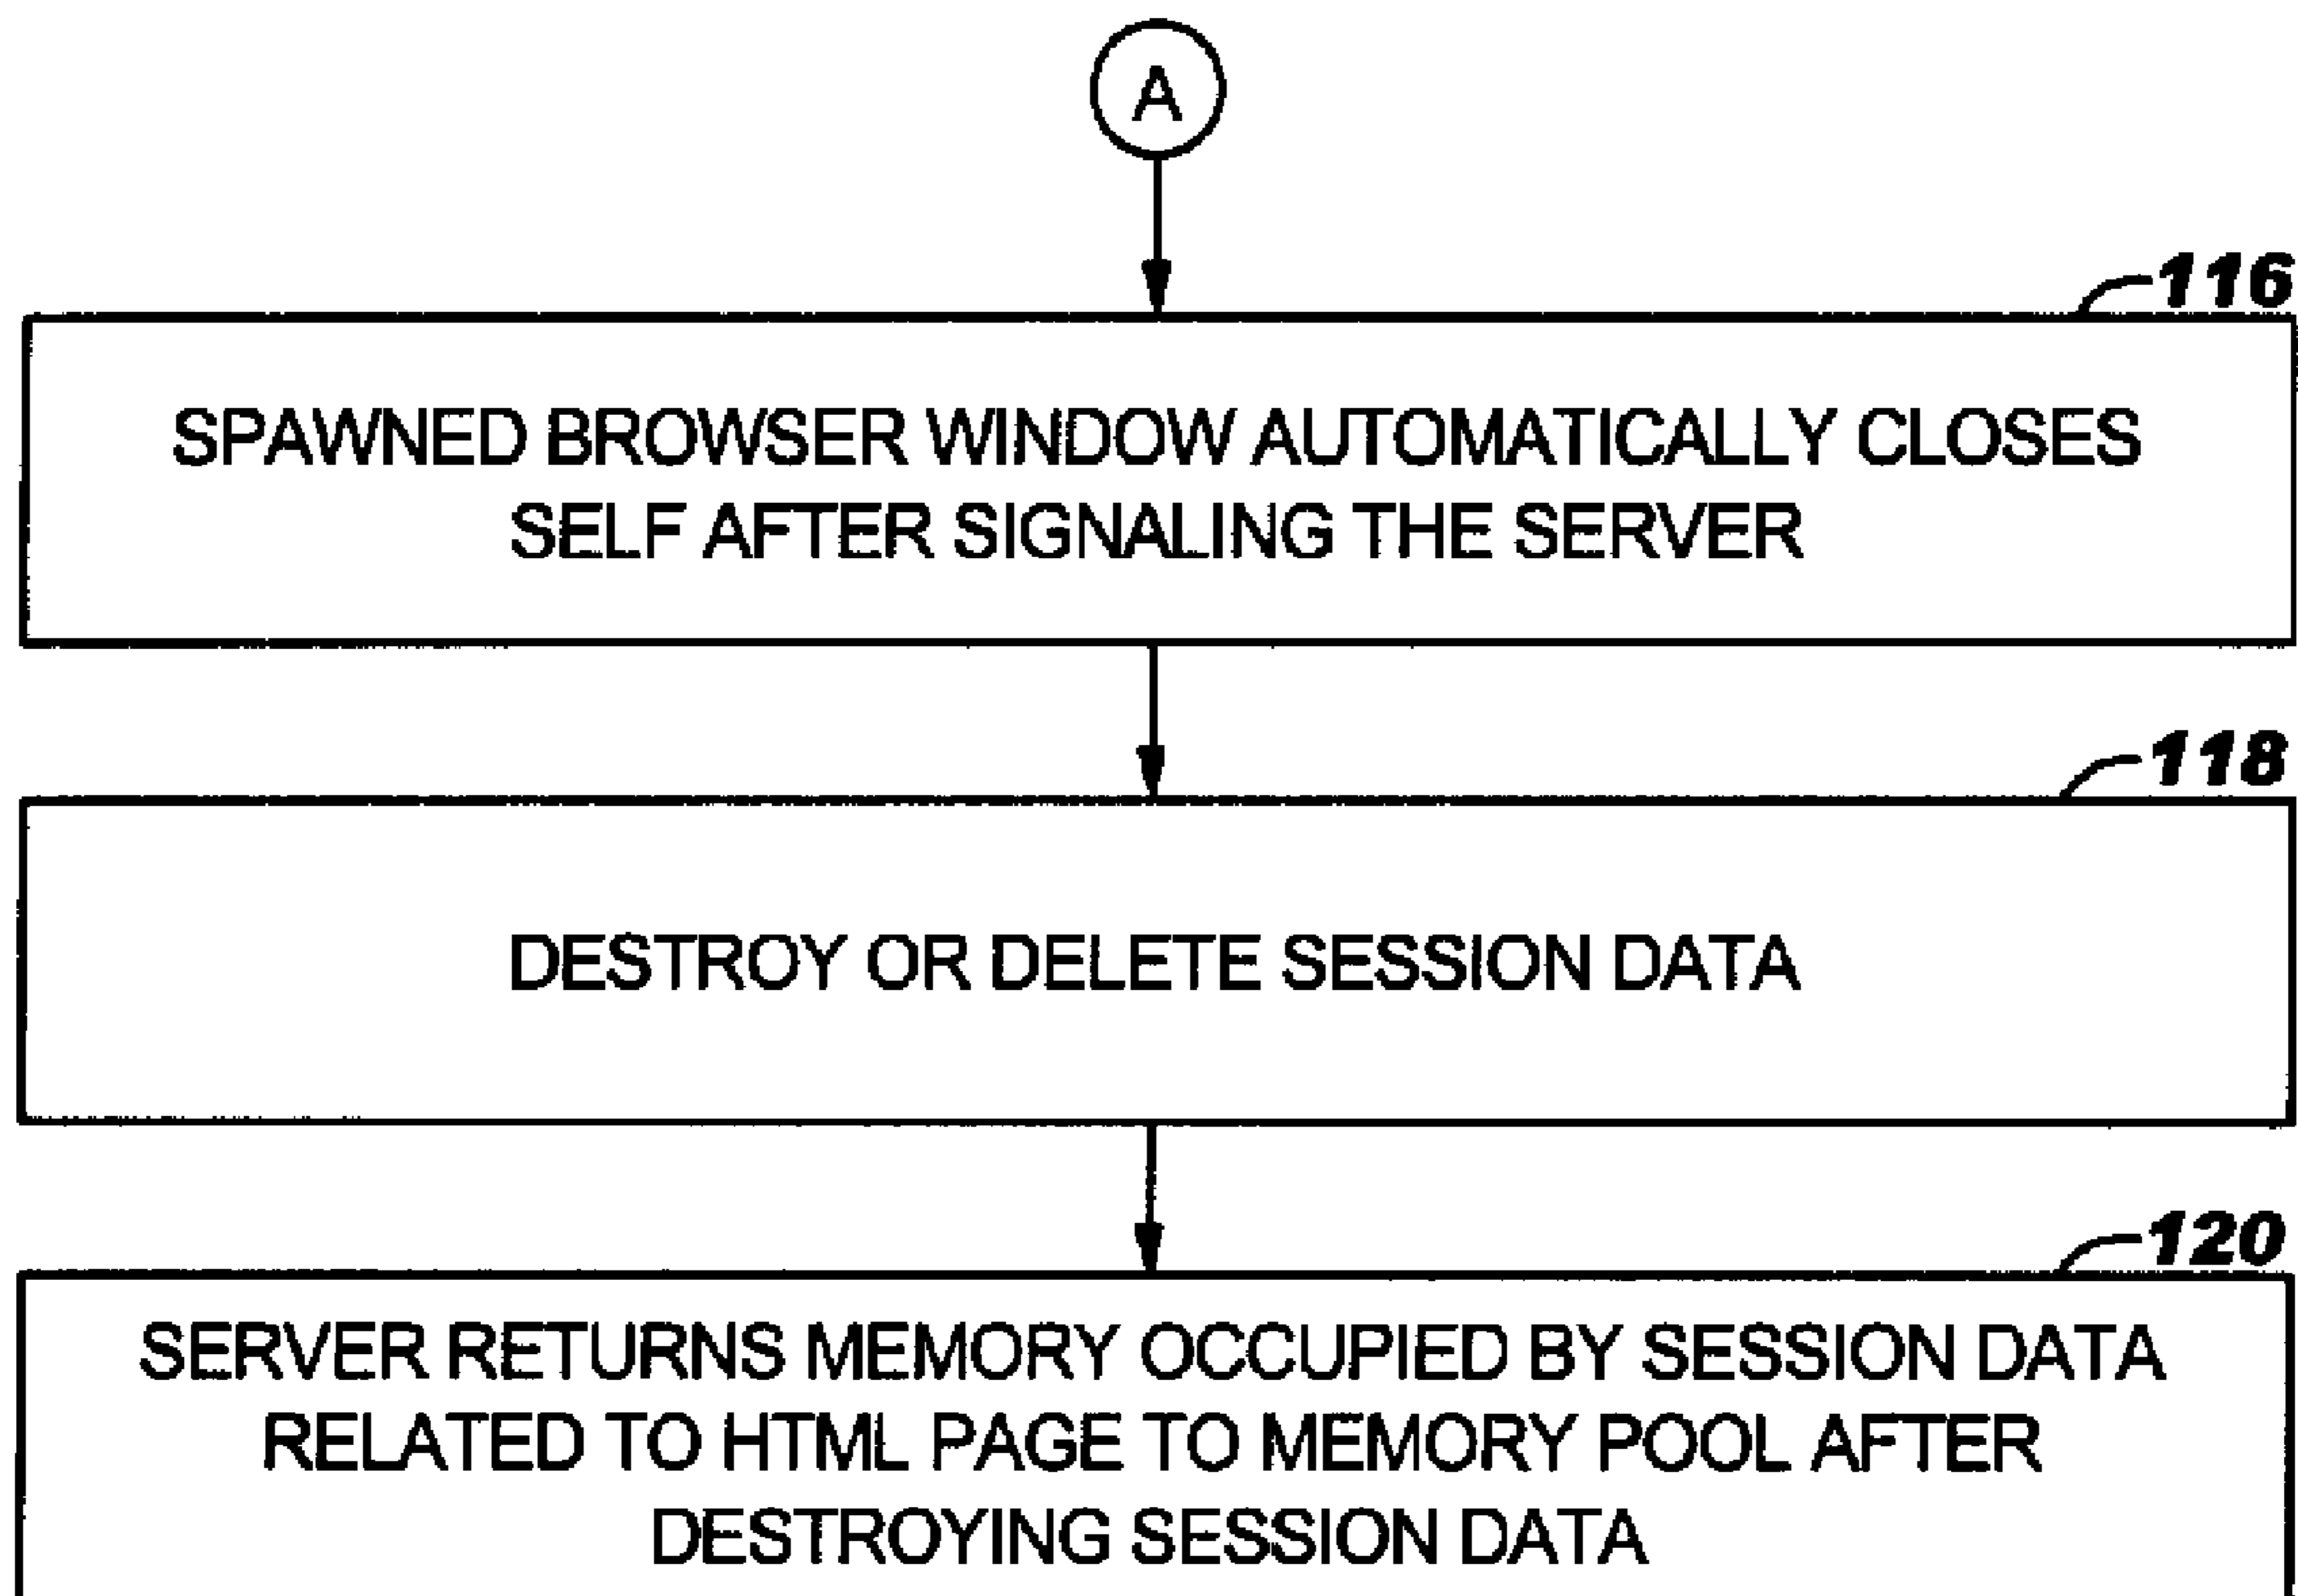 A
116
SPAWNED BROWSER WINDOW AUTOMATICALLY CLOSES
SELF AFTER SIGNALING THE SERVER
118
DESTROY OR DELETE SESSION DATA
120
SERVER RETURNS MEMORY OCCUPIED BY SESSION DATA
RELATED TO HTML PAGE TO MEMORY POOL AFTER
DESTROYING SESSION DATA